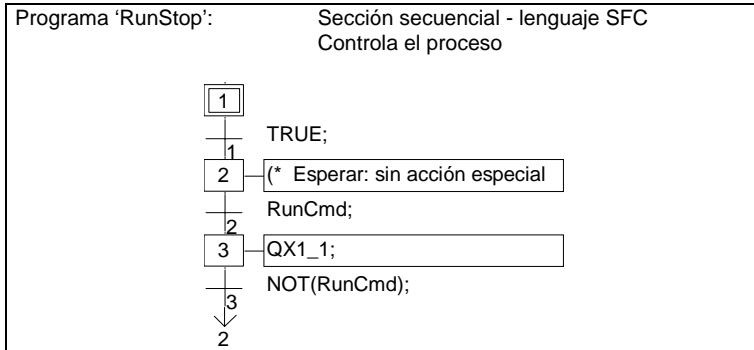 Programa ‘RunStop’: Sección secuencial - lenguaje SFC
Controla el proceso
1
TRUE;
1
2 (* Esperar: sin acción especial
RunCmd;
2
3 QX1_1;
NOT(RunCmd);
3
2